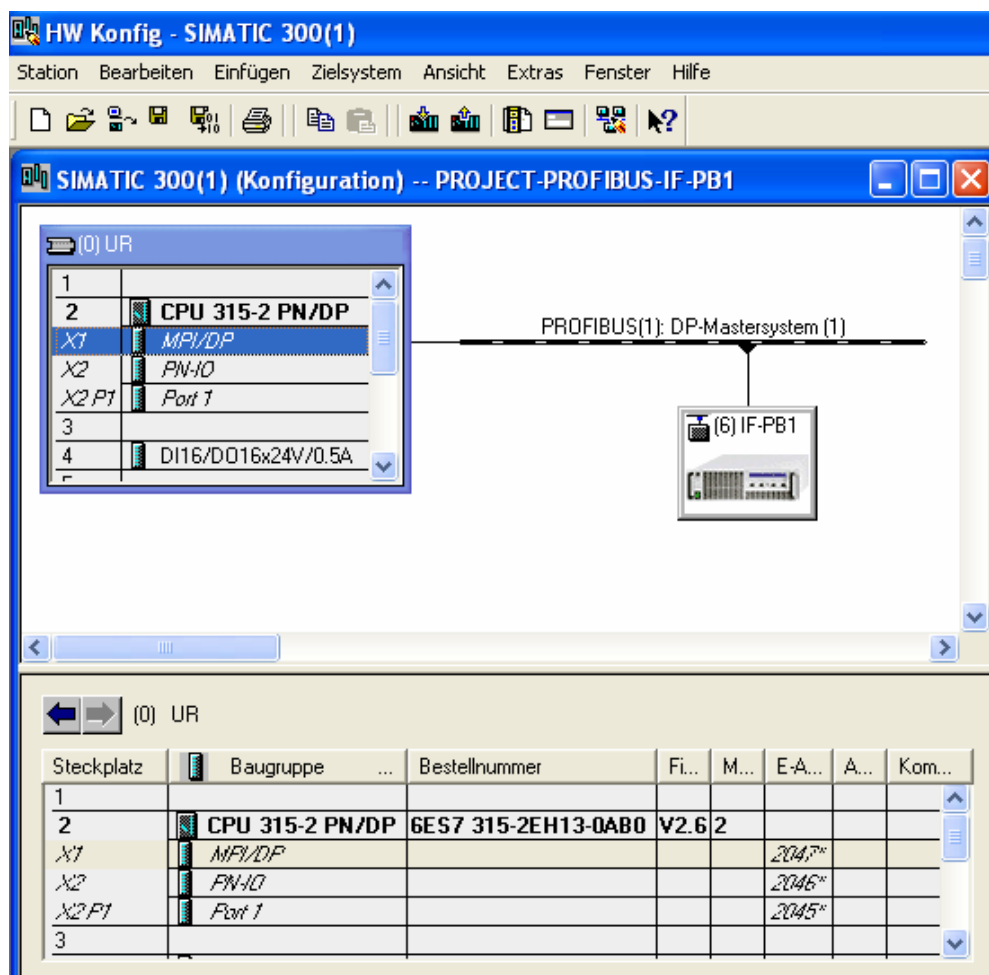 HW Konfig - SIMATIC 300(1)
Station Bearbeiten Einfügen Zielsystem Ansicht Extras Fenster Hilfe
SIMATIC 300(1) (Konfiguration) -- PROJECT-PROFIBUS-IF-PB1
(0) UR
1
2 CPU 315-2 PN/DP
X1 MPI/DP
X2 PN-IO
X2 P1 Port 1
3
4 DI16/DO16x24V/0.5A
PROFIBUS(1): DP-Mastersystem (1)
(6) IF-PB1
(0) UR
Steckplatz Baugruppe ... Bestellnummer Fi... M... E-A... A... Kom...
1
2 CPU 315-2 PN/DP 6ES7 315-2EH13-0AB0 V2.6 2
X1 MPI/DP 2047*
X2 PN-IO 2046*
X2 P1 Port 1 2045*
3